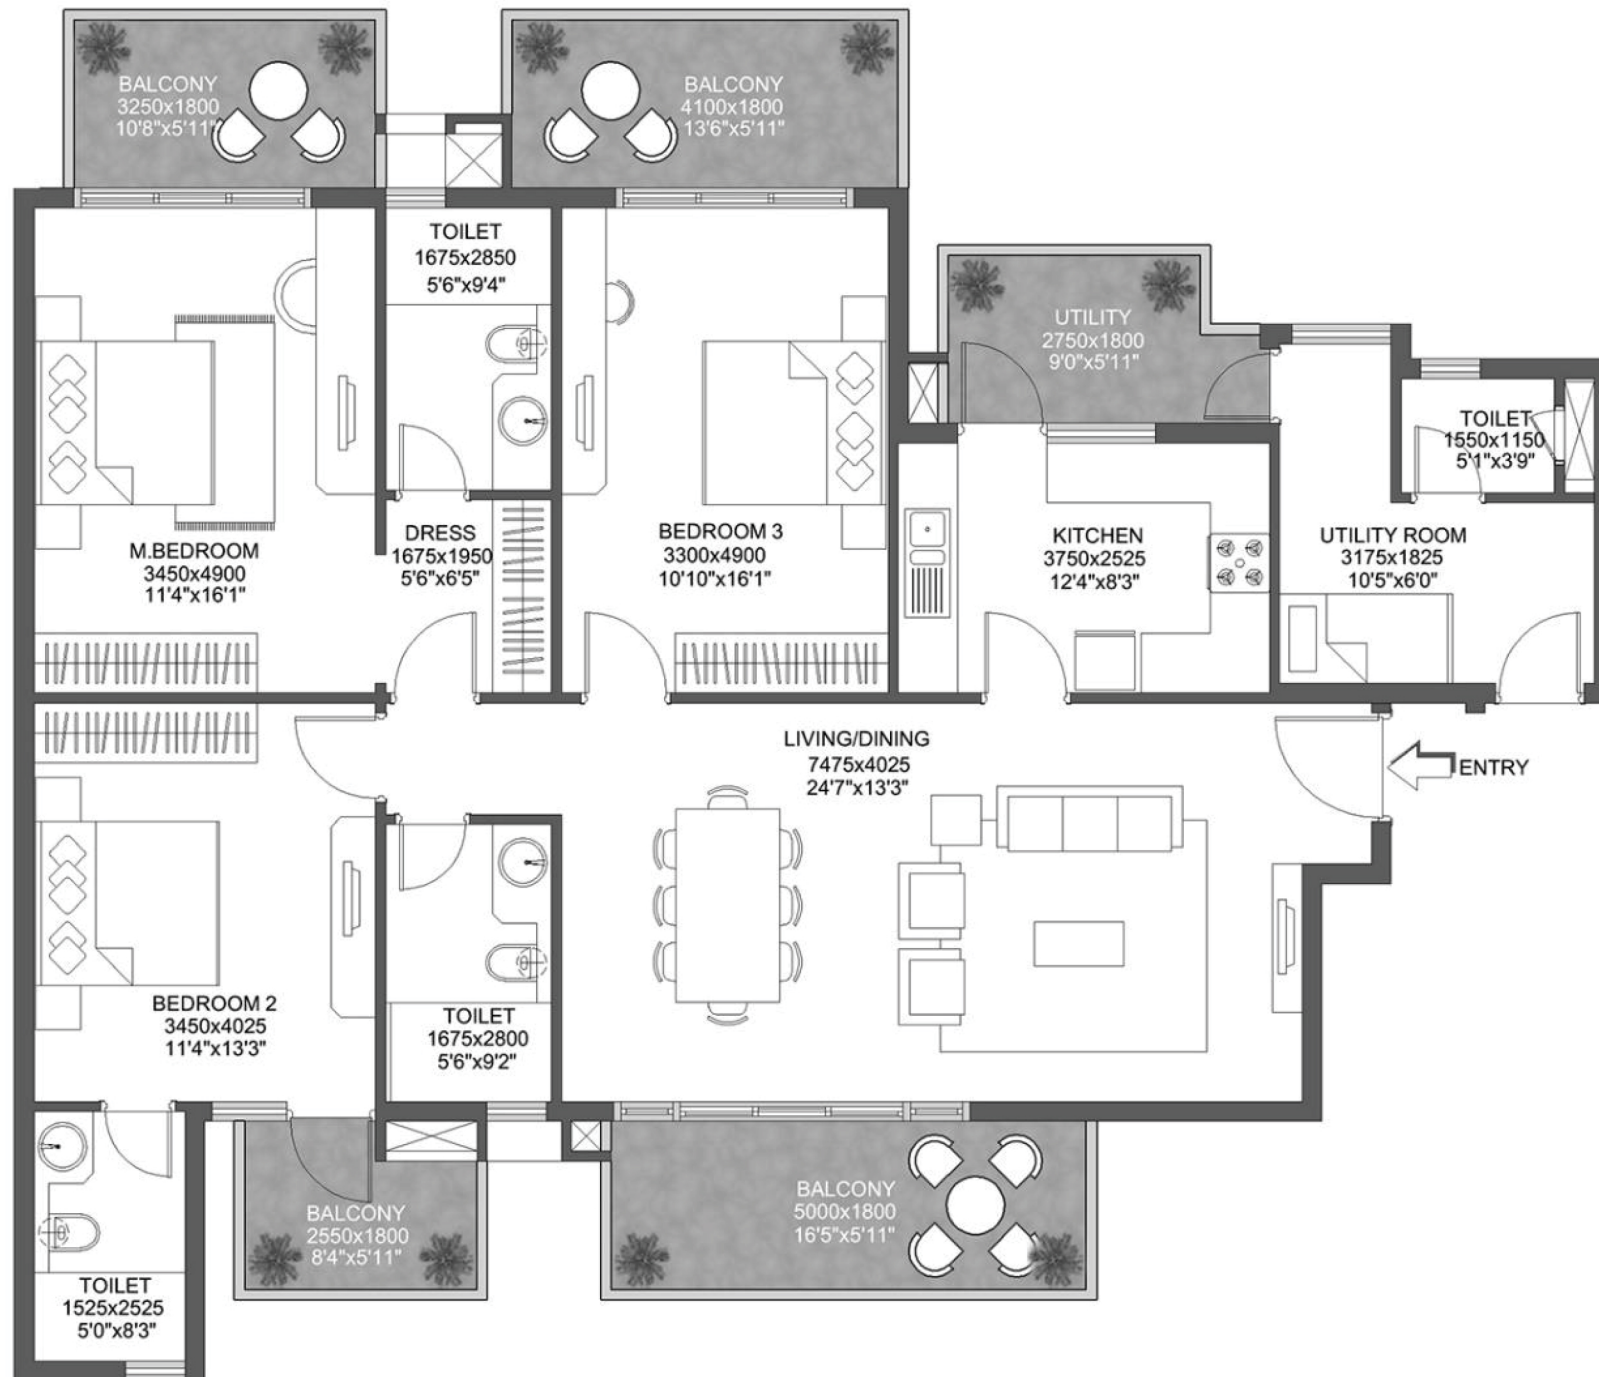 BALCONY
3250x1800
10'8"x5'11"
BALCONY
4100x1800
13'6"x5'11"
TOILET
1675x2850
5'6"x9'4"
UTILITY
2750x1800
9'0"x5'11"
TOILET
1550x1150
5'1"x3'9"
M.BEDROOM
3450x4900
11'4"x16'1"
DRESS
1675x1950
5'6"x6'5"
BEDROOM 3
3300x4900
10'10"x16'1"
KITCHEN
3750x2525
12'4"x8'3"
UTILITY ROOM
3175x1825
10'5"x6'0"
LIVING/DINING
7475x4025
24'7"x13'3"
ENTRY
BEDROOM 2
3450x4025
11'4"x13'3"
TOILET
1675x2800
5'6"x9'2"
BALCONY
2550x1800
8'4"x5'11"
BALCONY
5000x1800
16'5"x5'11"
TOILET
1525x2525
5'0"x8'3"